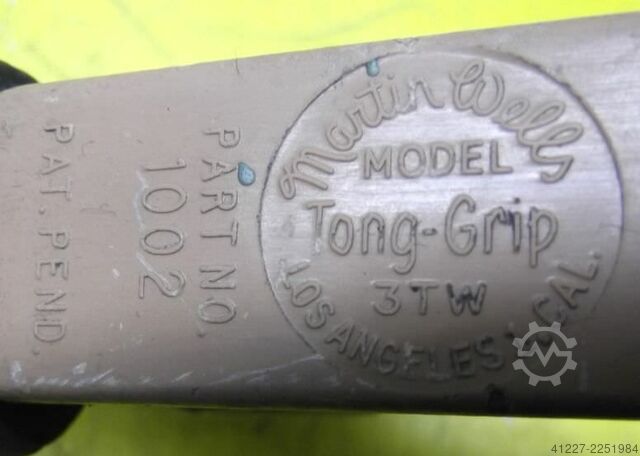 Martin Wells
MODEL
Tong-Grip
3TW
LOS ANGELES, CAL.
PART NO.
1002
PAT. PEND.
41227-2251984